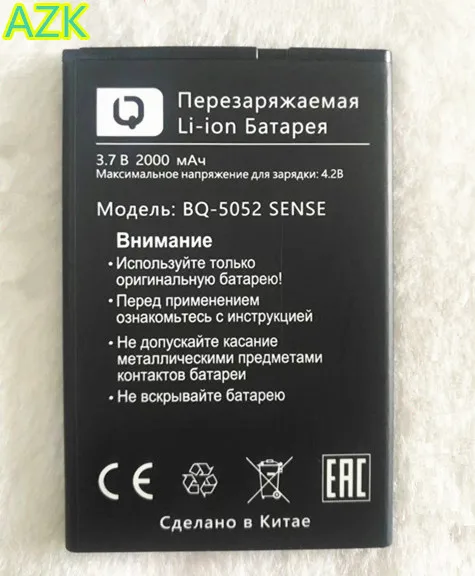 AZK
Перезаряжаемая
Li-ion Батарея
3.7 В 2000 мАч
Максимальное напряжение для зарядки: 4.2В
Модель: BQ-5052 SENSE
Внимание
• Используйте только
оригинальную батарею!
• Перед применением
ознакомьтесь с инструкцией
• Не допускайте касание
металлическими предметами
контактов батареи
• Не вскрывайте батарею
CE
EAC
Сделано в Китае